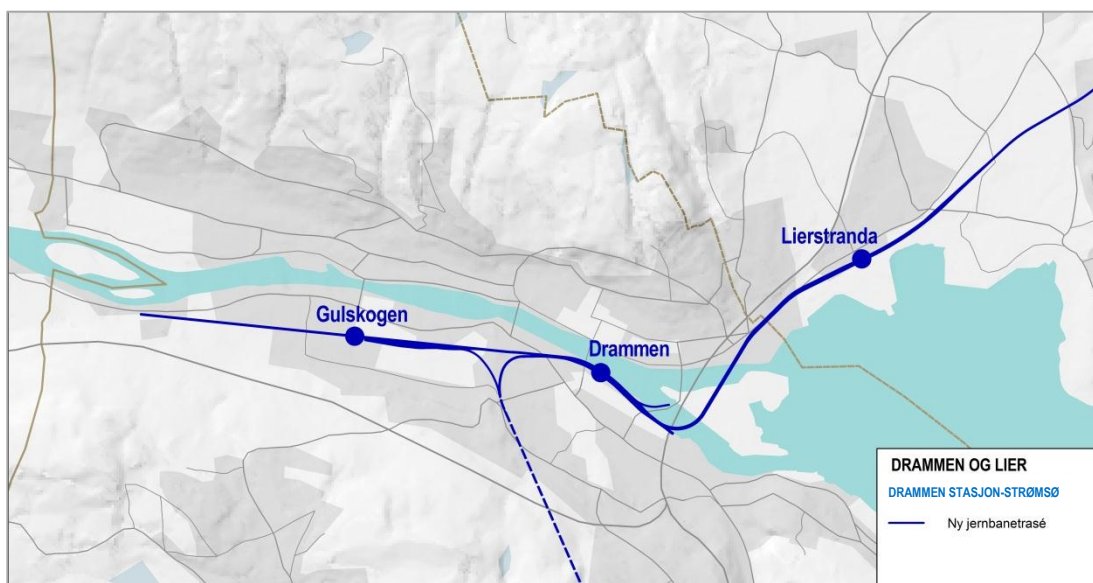 Lierstranda
Gulskogen
Drammen
DRAMMEN OG LIER
DRAMMEN STASJON-STRØMSØ
Ny jernbanetrasé